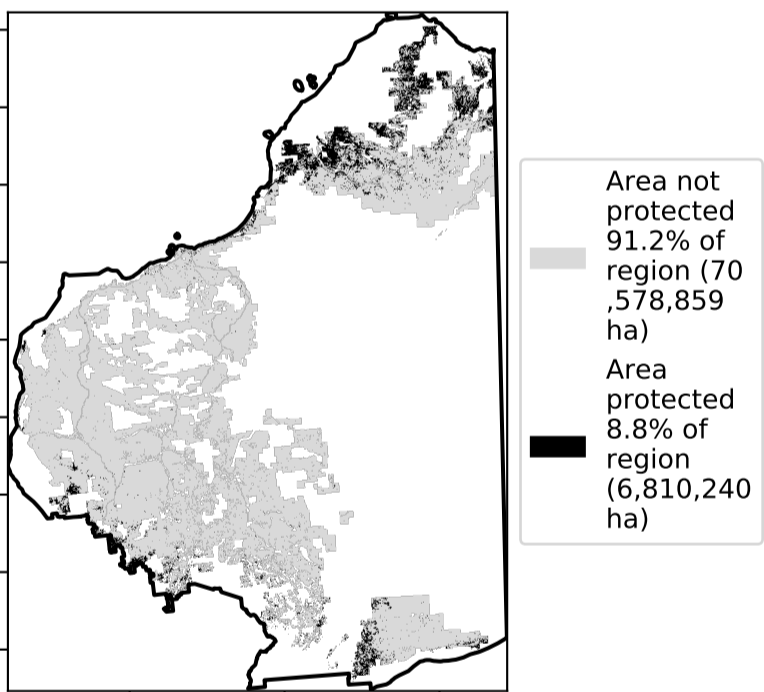 Area not
protected
91.2% of
region (70
,578,859
ha)
Area
protected
8.8% of
region
(6,810,240
ha)